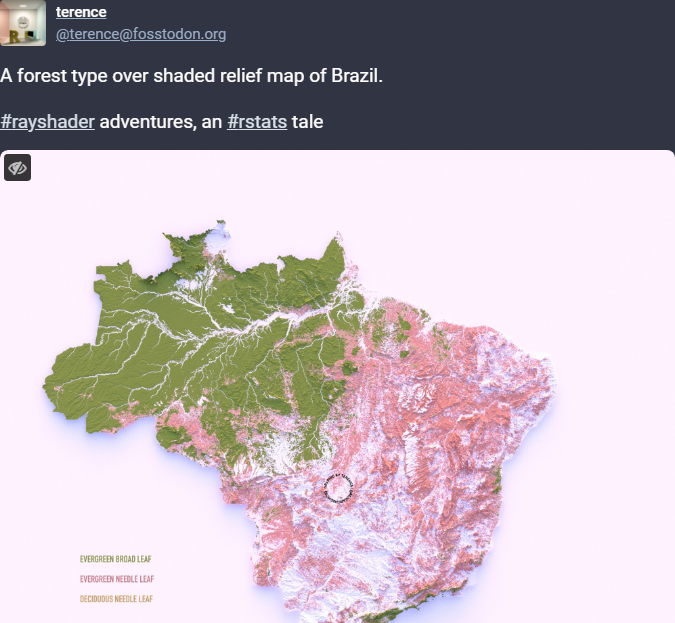 terence
@terence@fosstodon.org
A forest type over shaded relief map of Brazil.
#rayshader adventures, an #rstats tale
EVERGREEN BROAD LEAF
EVERGREEN NEEDLE LEAF
DECIDUOUS NEEDLE LEAF